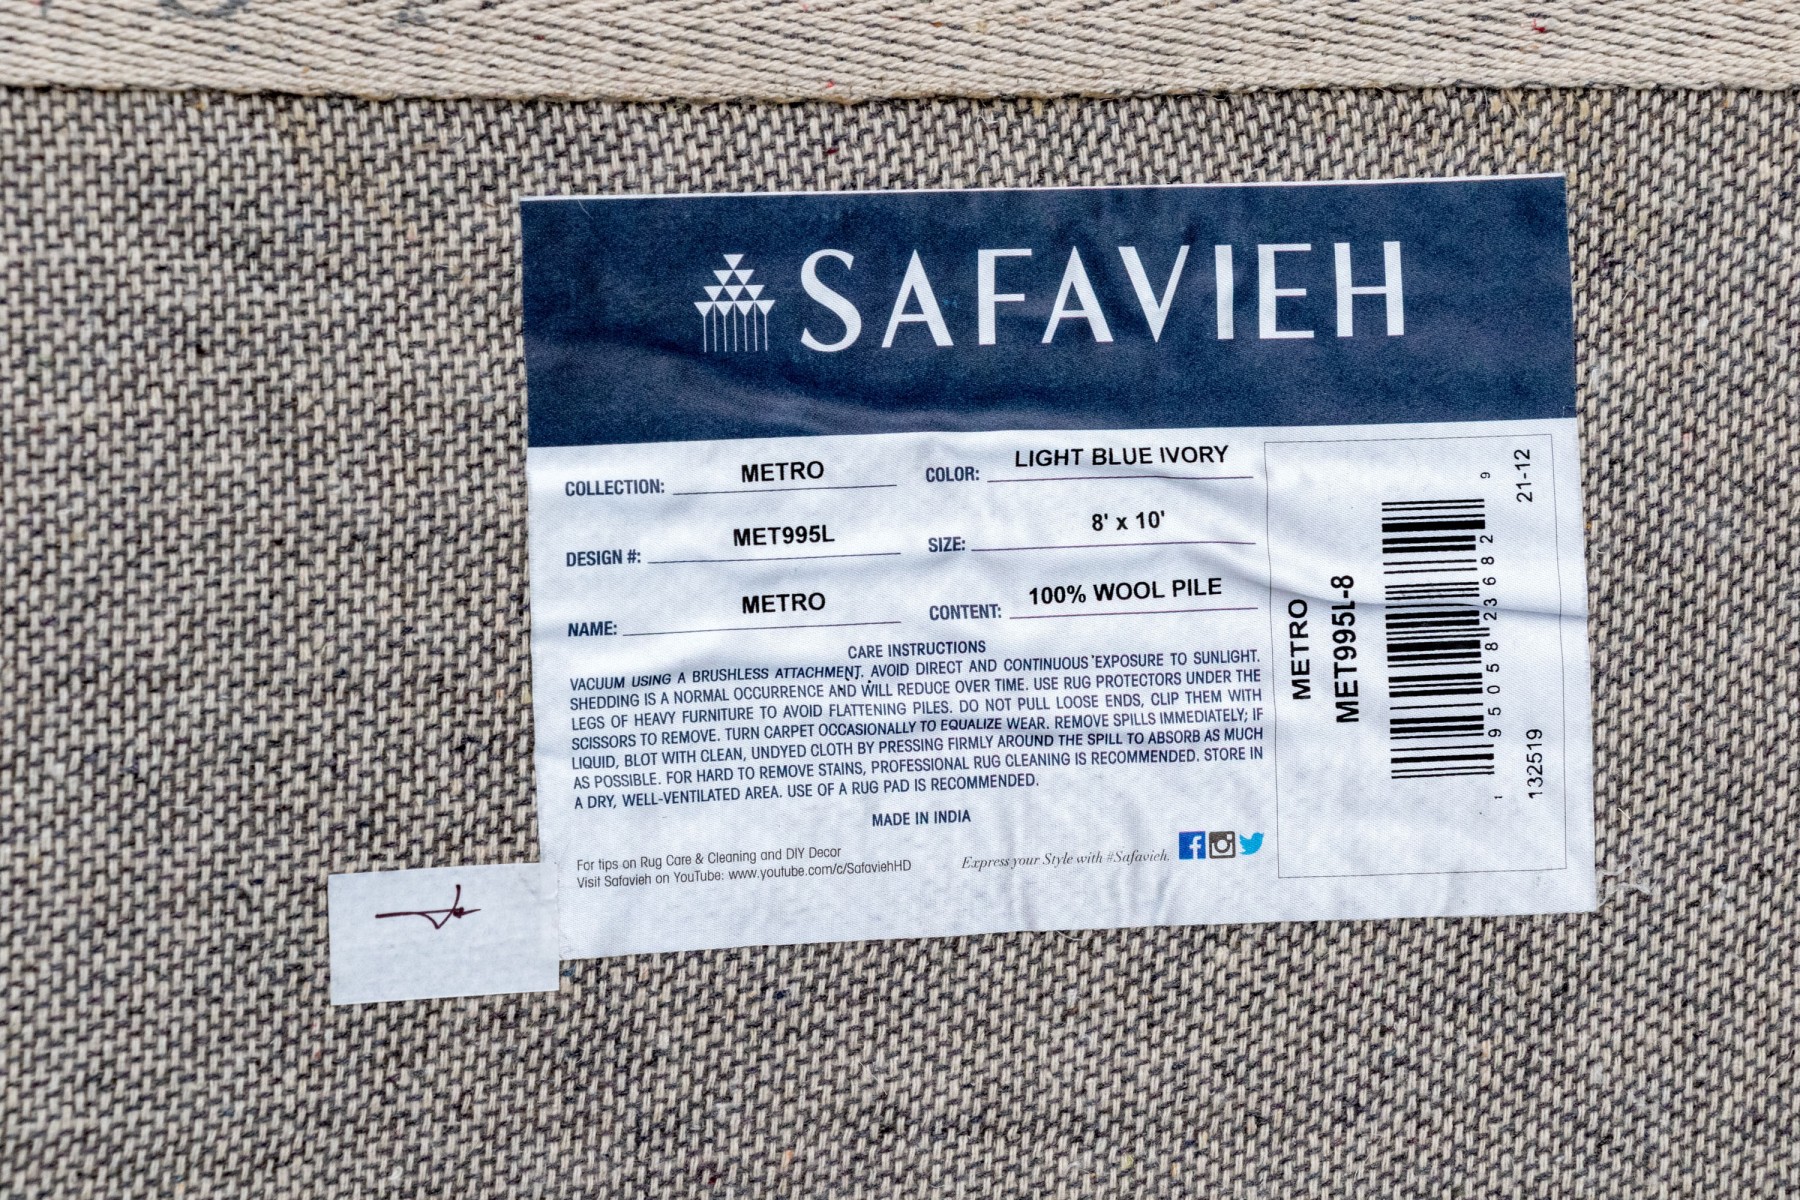 SAFAVIEH
COLLECTION: METRO
COLOR: LIGHT BLUE IVORY
DESIGN #: MET995L
SIZE: 8' x 10'
NAME: METRO
CONTENT: 100% WOOL PILE
CARE INSTRUCTIONS
VACUUM USING A BRUSHLESS ATTACHMENT. AVOID DIRECT AND CONTINUOUS EXPOSURE TO SUNLIGHT.
SHEDDING IS A NORMAL OCCURRENCE AND WILL REDUCE OVER TIME. USE RUG PROTECTORS UNDER THE
LEGS OF HEAVY FURNITURE TO AVOID FLATTENING PILES. DO NOT PULL LOOSE ENDS, CLIP THEM WITH
SCISSORS TO REMOVE. TURN CARPET OCCASIONALLY TO EQUALIZE WEAR. REMOVE SPILLS IMMEDIATELY; IF
LIQUID, BLOT WITH CLEAN, UNDYED CLOTH BY PRESSING FIRMLY AROUND THE SPILL TO ABSORB AS MUCH
AS POSSIBLE. FOR HARD TO REMOVE STAINS, PROFESSIONAL RUG CLEANING IS RECOMMENDED. STORE IN
A DRY, WELL-VENTILATED AREA. USE OF A RUG PAD IS RECOMMENDED.
MADE IN INDIA
For tips on Rug Care & Cleaning and DIY Decor
Visit Safavieh on YouTube: www.youtube.com/c/SafaviehHD
Express your Style with #Safavieh.
METRO
MET995L-8
1 95058 23682 9
132519
21-12